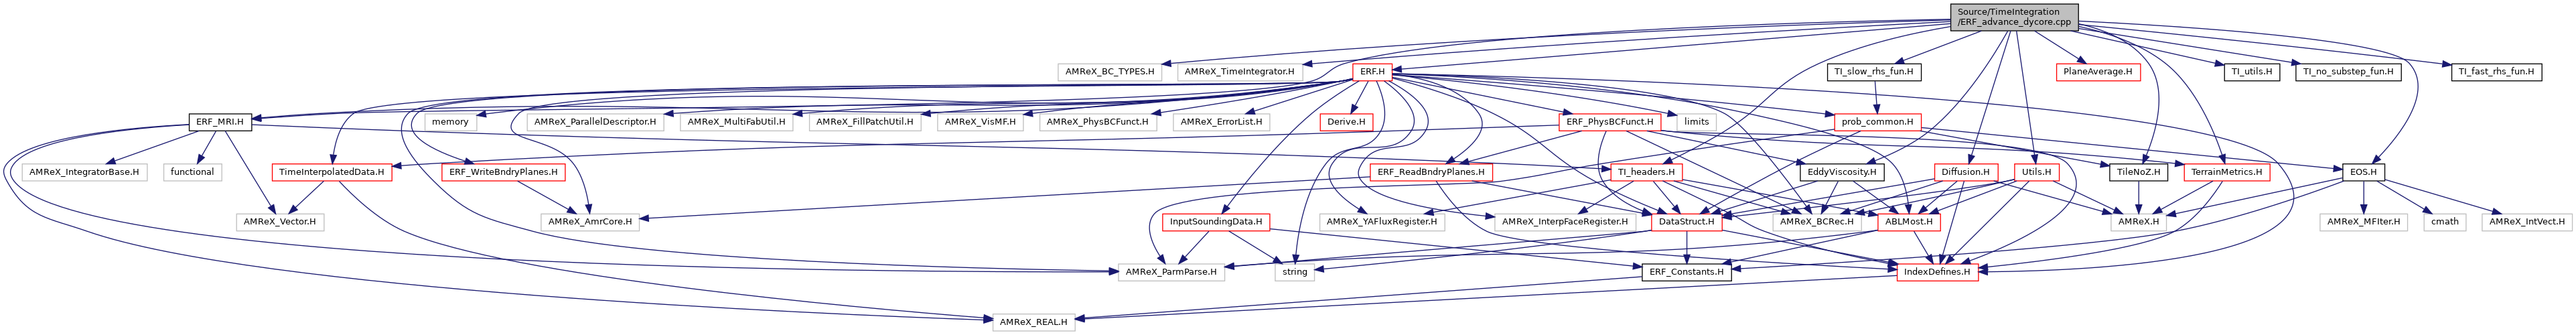 Source/TimeIntegration
/ERF_advance_dycore.cpp
AMReX_BC_TYPES.H
AMReX_TimeIntegrator.H
ERF.H
TI_slow_rhs_fun.H
PlaneAverage.H
TI_utils.H
TI_no_substep_fun.H
TI_fast_rhs_fun.H
ERF_MRI.H
memory
AMReX_ParallelDescriptor.H
AMReX_MultiFabUtil.H
AMReX_FillPatchUtil.H
AMReX_VisMF.H
AMReX_PhysBCFunct.H
AMReX_ErrorList.H
Derive.H
ERF_PhysBCFunct.H
limits
prob_common.H
AMReX_IntegratorBase.H
functional
TimeInterpolatedData.H
ERF_WriteBndryPlanes.H
ERF_ReadBndryPlanes.H
TI_headers.H
EddyViscosity.H
Diffusion.H
Utils.H
TileNoZ.H
TerrainMetrics.H
EOS.H
AMReX_Vector.H
AMReX_AmrCore.H
InputSoundingData.H
AMReX_YAFluxRegister.H
AMReX_InterpFaceRegister.H
DataStruct.H
AMReX_BCRec.H
ABLMost.H
AMReX.H
AMReX_MFIter.H
cmath
AMReX_IntVect.H
AMReX_ParmParse.H
string
ERF_Constants.H
IndexDefines.H
AMReX_REAL.H